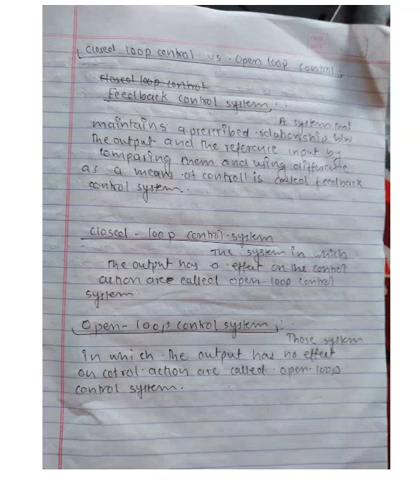 closed loop control vs. open loop control.
closed loop control
Feedback control system:
A system that
maintains a prescribed relationship b/w
the output and the reference input by
comparing them and using difference
as a means of controll is called feedback
control system.
closed-loop control system
The system in which
the output has a effect on the control
action are called open-loop control
system.
Open-loop control system:
Those system
in which the output has no effect
on cotrol action are called open-loop
control system.